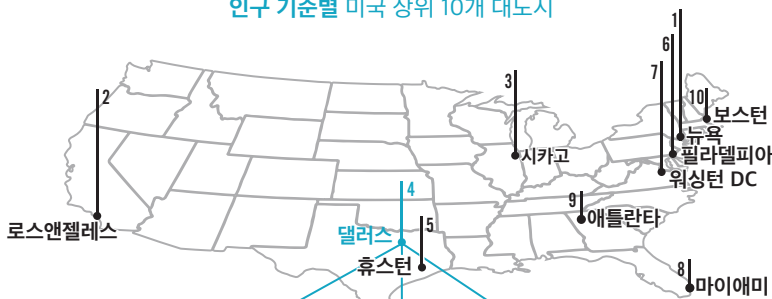 인구 기준별 미국 상위 10개 대도시
1
6
7
3
2
10
보스턴
뉴욕
필라델피아
워싱턴 DC
시카고
4
9
5
애틀란타
로스앤젤레스
댈러스
휴스턴
8
마이애미